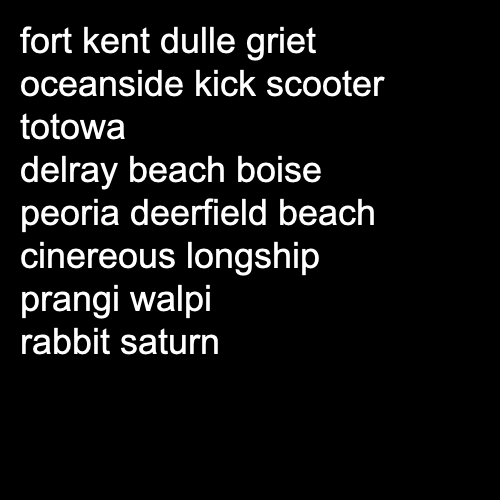 fort kent dulle griet
oceanside kick scooter
totowa
delray beach boise
peoria deerfield beach
cinereous longship
prangi walpi
rabbit saturn